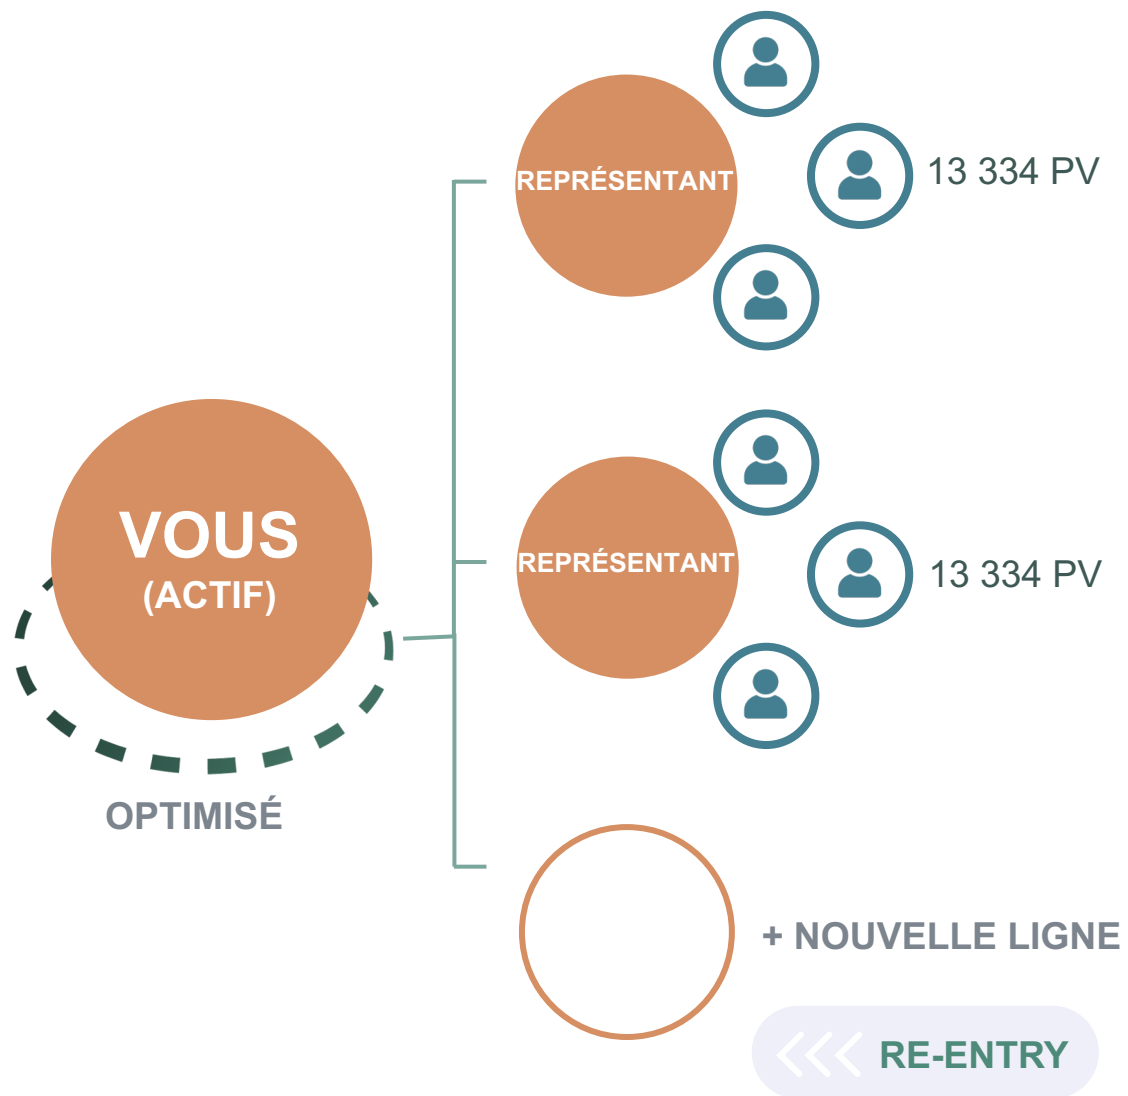 REPRÉSENTANT
13 334 PV
VOUS
(ACTIF)
REPRÉSENTANT
13 334 PV
OPTIMISÉ
+ NOUVELLE LIGNE
RE-ENTRY